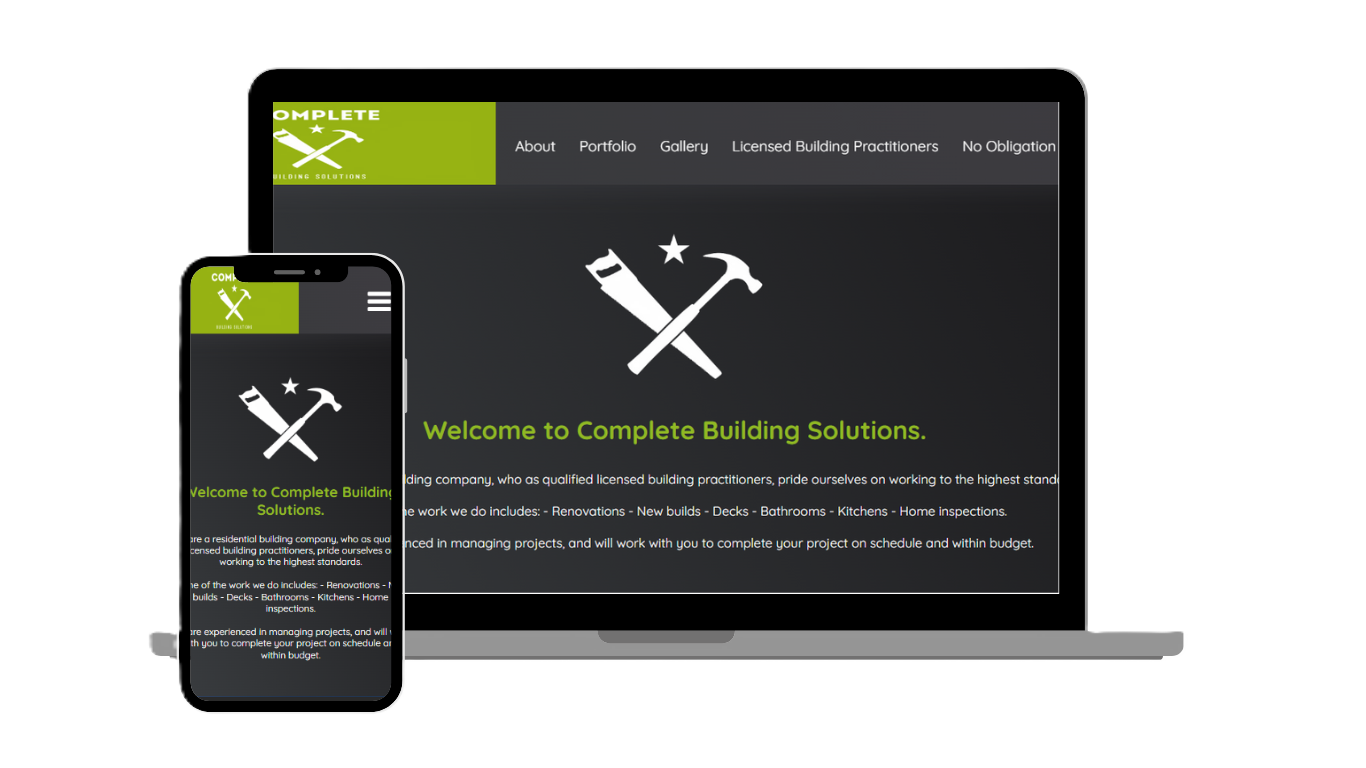 OMPLETE
UILDING SOLUTIONS
About Portfolio Gallery Licensed Building Practitioners No Obligation
Welcome to Complete Building Solutions.
lding company, who as qualified licensed building practitioners, pride ourselves on working to the highest standa
he work we do includes: - Renovations - New builds - Decks - Bathrooms - Kitchens - Home inspections.
nced in managing projects, and will work with you to complete your project on schedule and within budget.
COM
BUILDING SOLUTIONS
Welcome to Complete Building
Solutions.
are a residential building company, who as qual
censed building practitioners, pride ourselves o
working to the highest standards.
me of the work we do includes: - Renovations - N
builds - Decks - Bathrooms - Kitchens - Home
inspections.
are experienced in managing projects, and will w
th you to complete your project on schedule an
within budget.